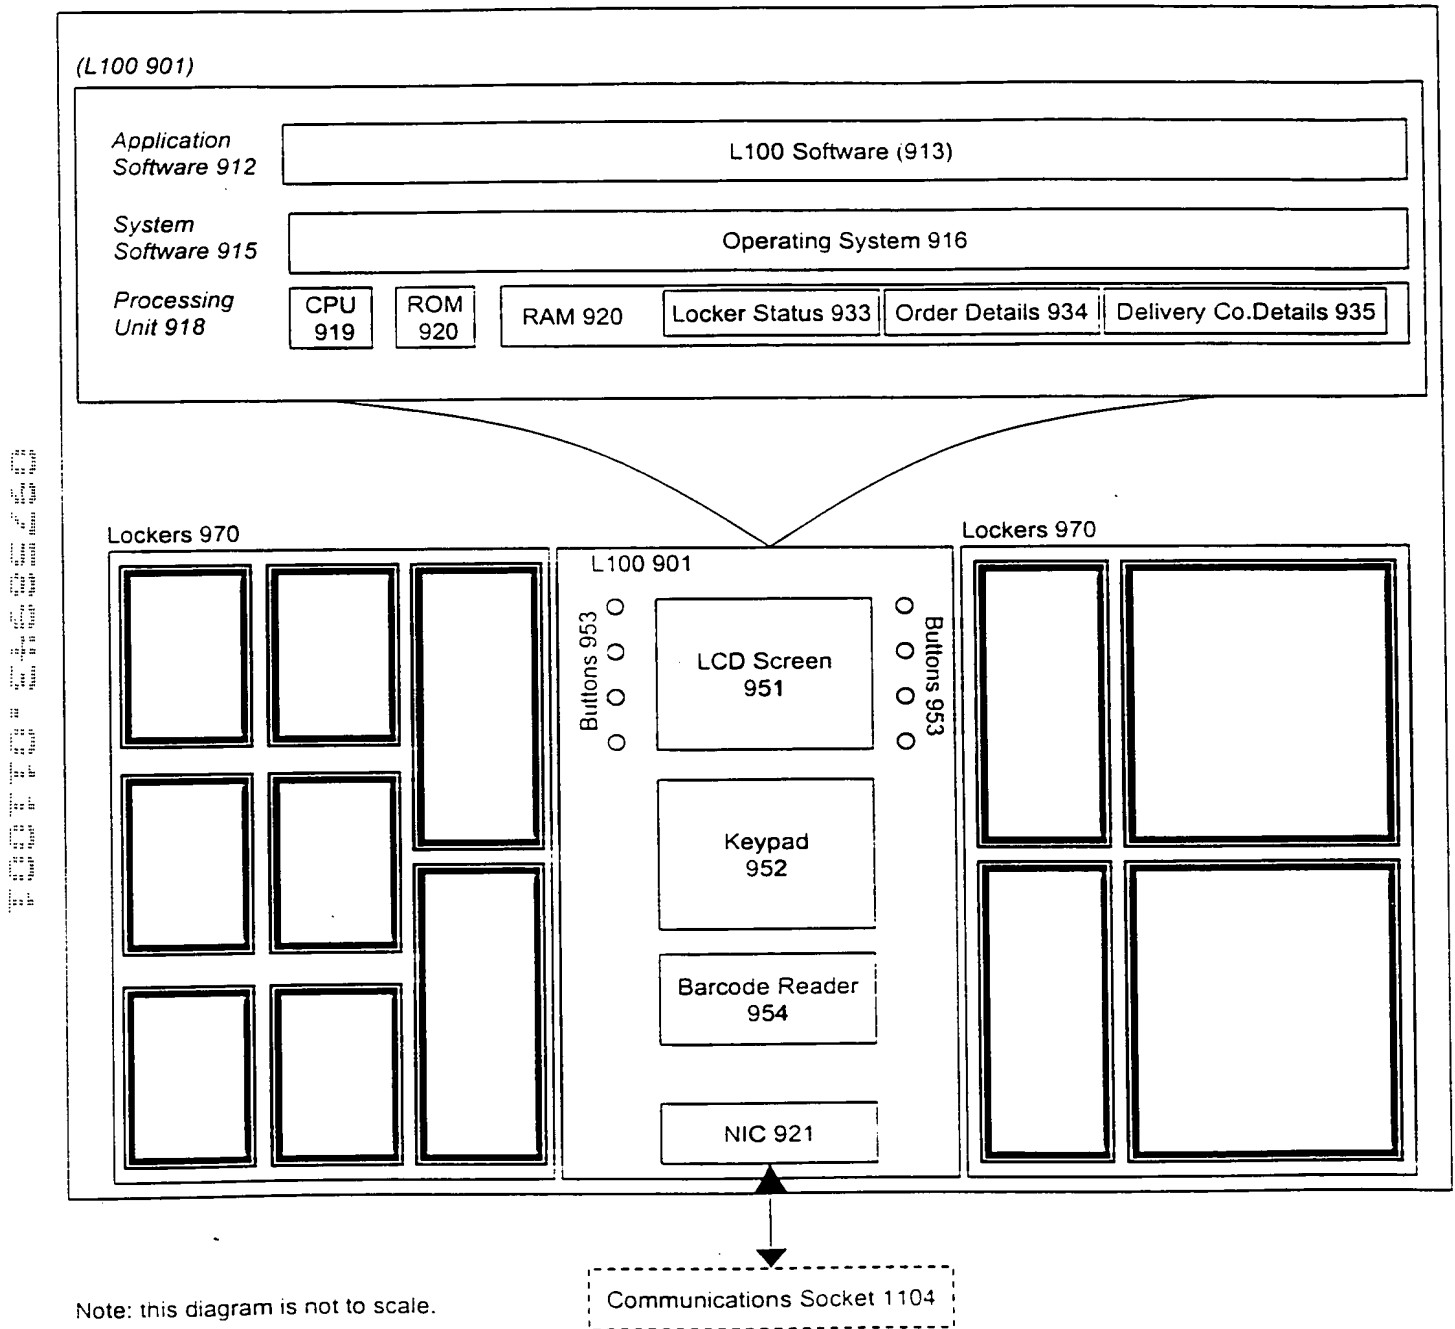 (L100 901)
Application
Software 912
L100 Software (913)
System
Software 915
Operating System 916
Processing
Unit 918
CPU
919
ROM
920
RAM 920
Locker Status 933
Order Details 934
Delivery Co.Details 935
Lockers 970
L100 901
Lockers 970
Buttons 953
LCD Screen
951
Buttons 953
Keypad
952
Barcode Reader
954
NIC 921
Communications Socket 1104
Note: this diagram is not to scale.